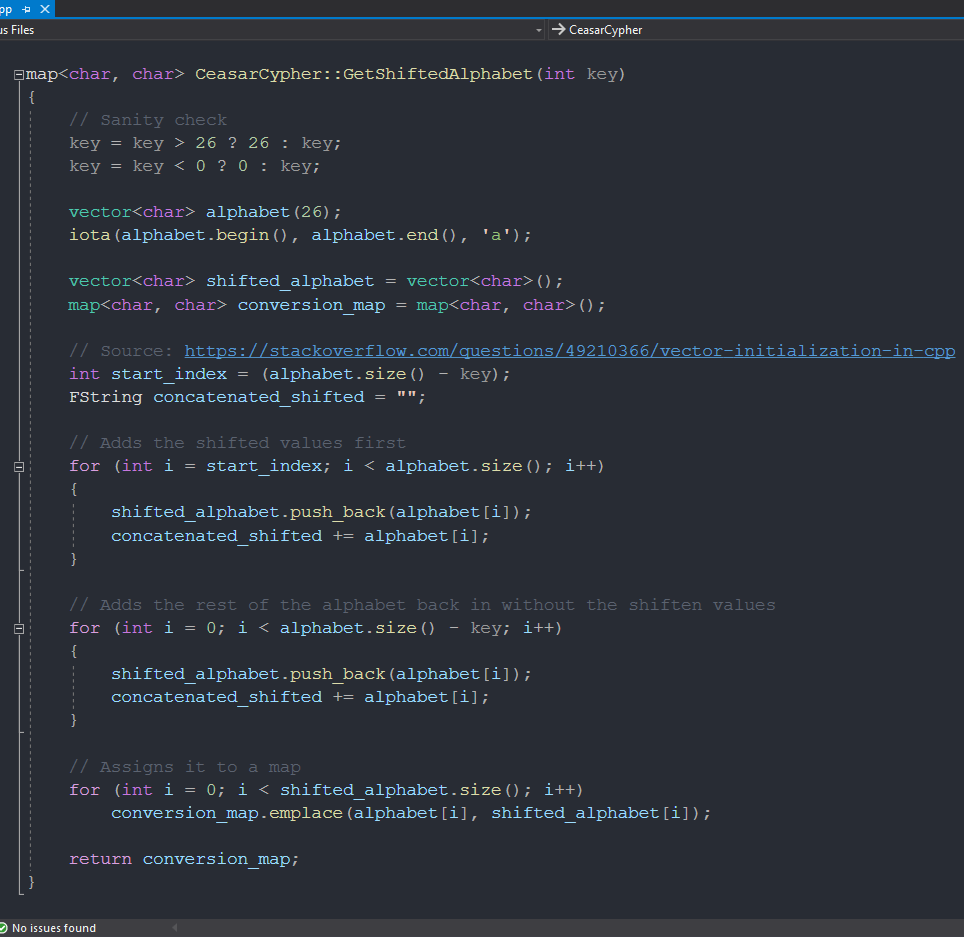 pp
us Files
CeasarCypher
map<char, char> CeasarCypher::GetShiftedAlphabet(int key)
{
// Sanity check
key = key > 26 ? 26 : key;
key = key < 0 ? 0 : key;
vector<char> alphabet(26);
iota(alphabet.begin(), alphabet.end(), 'a');
vector<char> shifted_alphabet = vector<char>();
map<char, char> conversion_map = map<char, char>();
// Source: https://stackoverflow.com/questions/49210366/vector-initialization-in-cpp
int start_index = (alphabet.size() - key);
FString concatenated_shifted = "";
// Adds the shifted values first
for (int i = start_index; i < alphabet.size(); i++)
{
shifted_alphabet.push_back(alphabet[i]);
concatenated_shifted += alphabet[i];
}
// Adds the rest of the alphabet back in without the shiften values
for (int i = 0; i < alphabet.size() - key; i++)
{
shifted_alphabet.push_back(alphabet[i]);
concatenated_shifted += alphabet[i];
}
// Assigns it to a map
for (int i = 0; i < shifted_alphabet.size(); i++)
conversion_map.emplace(alphabet[i], shifted_alphabet[i]);
return conversion_map;
}
No issues found